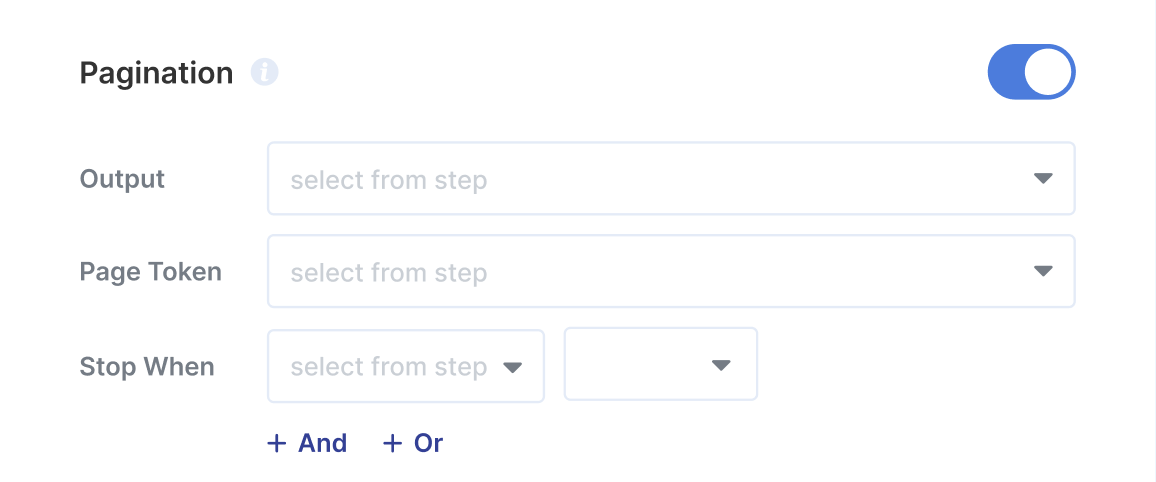 Pagination i
Output select from step
Page Token select from step
Stop When select from step
+ And + Or